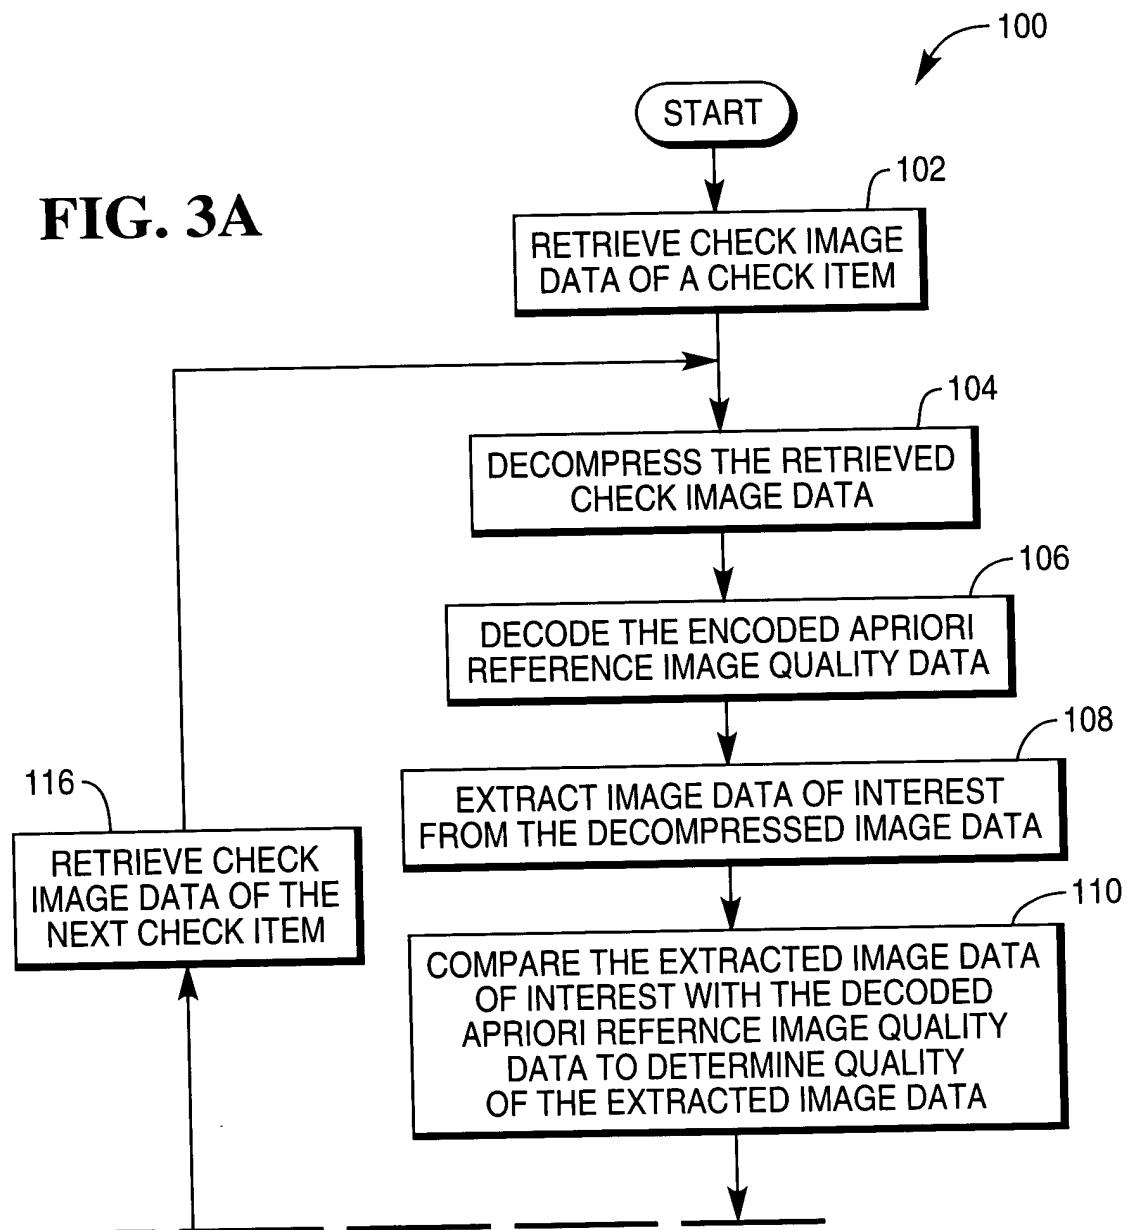 100
START
FIG. 3A
102
RETRIEVE CHECK IMAGE
DATA OF A CHECK ITEM
104
DECOMPRESS THE RETRIEVED
CHECK IMAGE DATA
106
DECODE THE ENCODED APRIORI
REFERENCE IMAGE QUALITY DATA
108
EXTRACT IMAGE DATA OF INTEREST
FROM THE DECOMPRESSED IMAGE DATA
116
RETRIEVE CHECK
IMAGE DATA OF THE
NEXT CHECK ITEM
110
COMPARE THE EXTRACTED IMAGE DATA
OF INTEREST WITH THE DECODED
APRIORI REFERNCE IMAGE QUALITY
DATA TO DETERMINE QUALITY
OF THE EXTRACTED IMAGE DATA